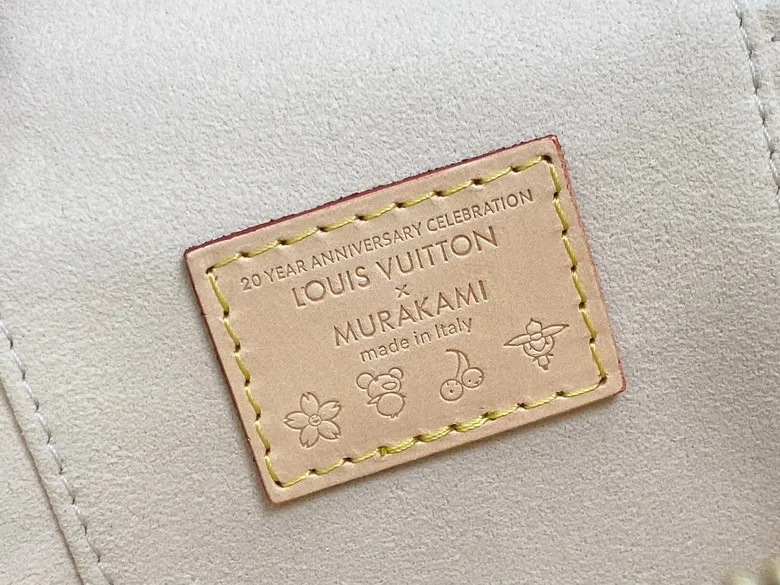 20 YEAR ANNIVERSARY CELEBRATION
LOUIS VUITTON
×
MURAKAMI
made in Italy